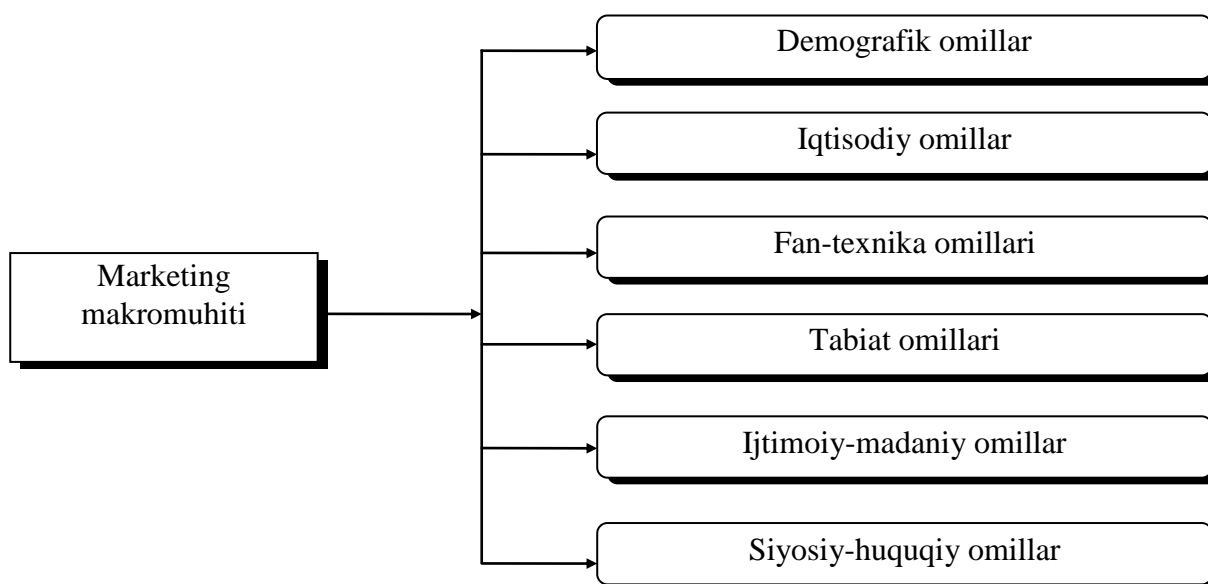 Demografik omillar
Iqtisodiy omillar
Fan-texnika omillari
Marketing
makromuhiti
Tabiat omillari
Ijtimoiy-madaniy omillar
Siyosiy-huquqiy omillar